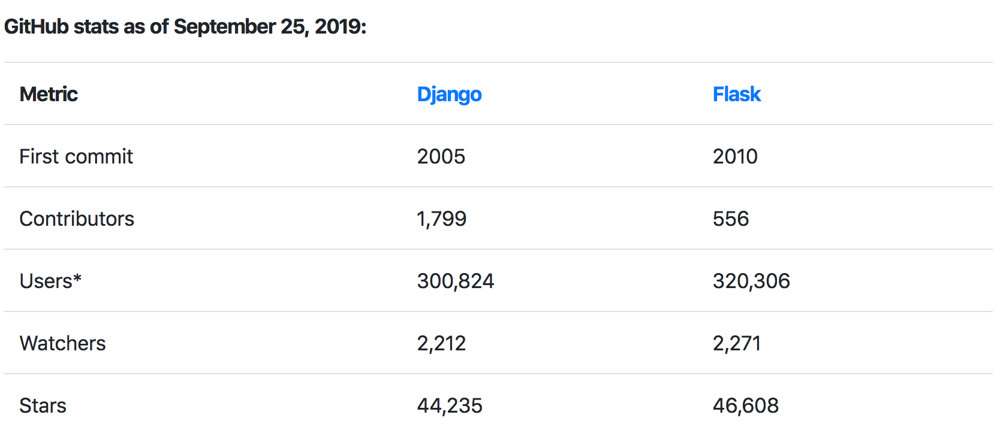 GitHub stats as of September 25, 2019:
Metric Django Flask
First commit 2005 2010
Contributors 1,799 556
Users* 300,824 320,306
Watchers 2,212 2,271
Stars 44,235 46,608